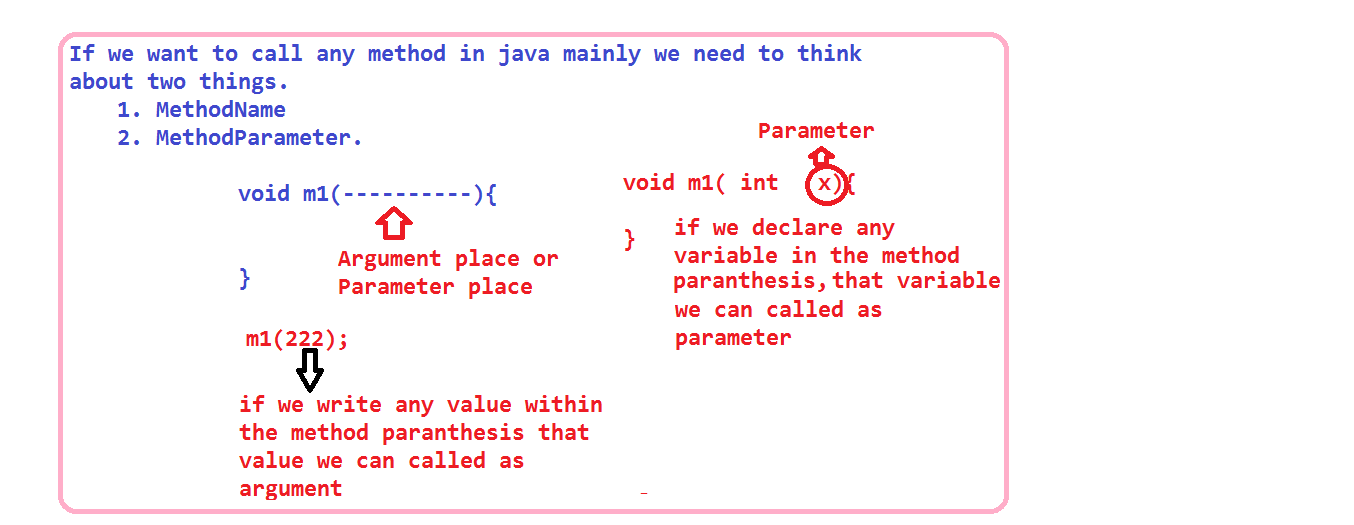 If we want to call any method in java mainly we need to think
about two things.
1. MethodName
2. MethodParameter.
void m1(----------){
Argument place or
Parameter place
}
m1(222);
if we write any value within
the method paranthesis that
value we can called as
argument
Parameter
void m1( int x){
}
if we declare any
variable in the method
paranthesis,that variable
we can called as
parameter